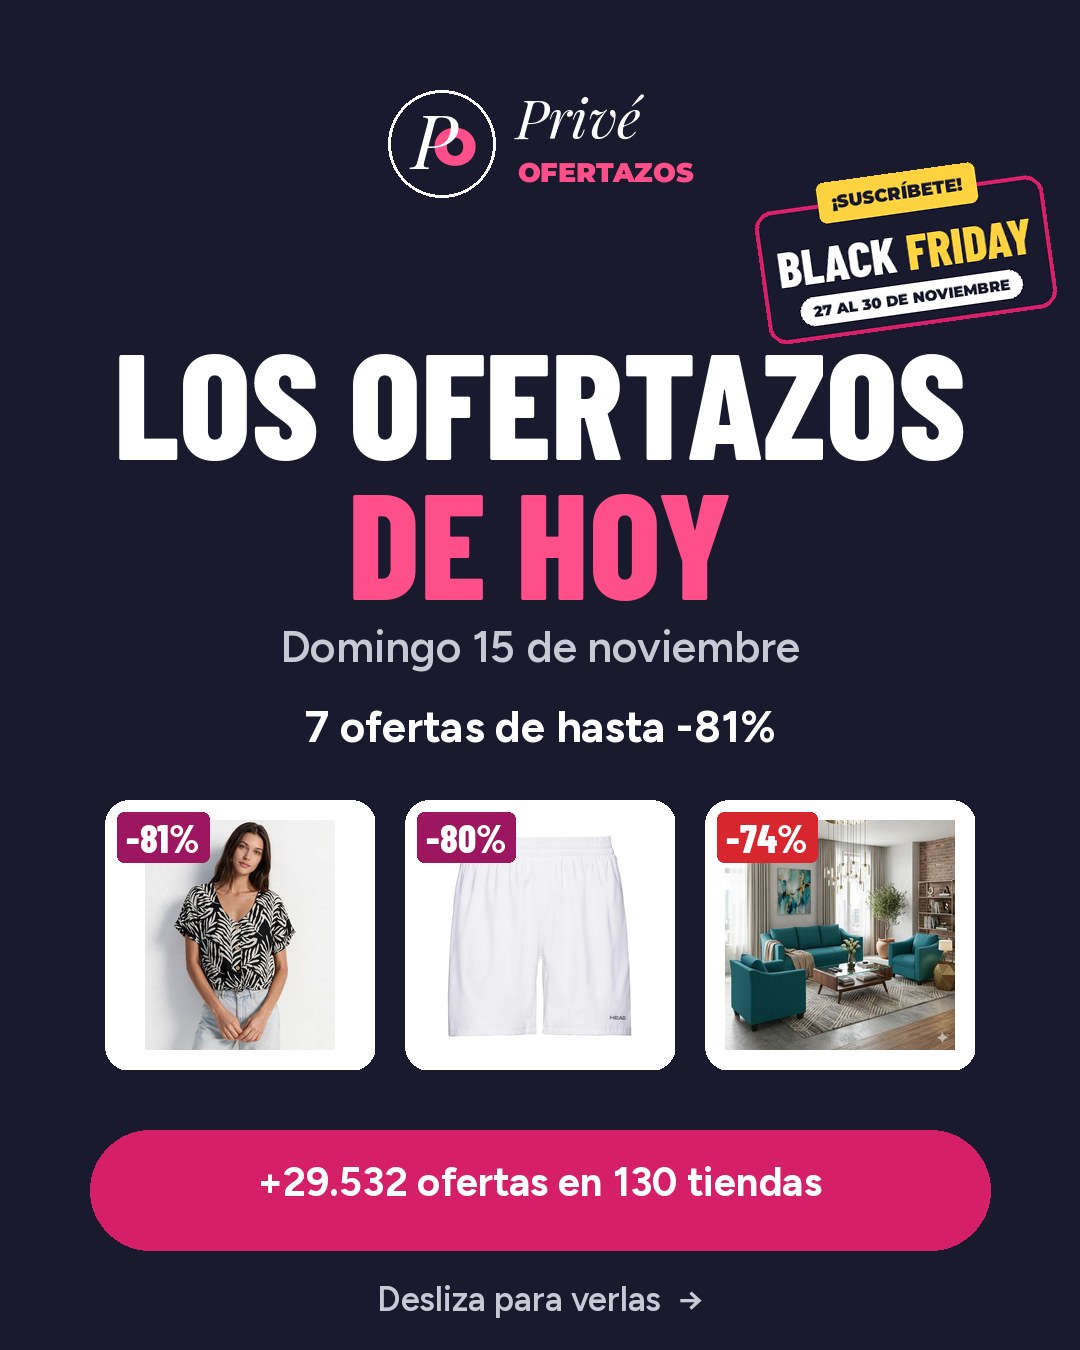 Privé
OFERTAZOS
¡SUSCRÍBETE!
BLACK FRIDAY
27 AL 30 DE NOVIEMBRE
LOS OFERTAZOS
DE HOY
Domingo 15 de noviembre
7 ofertas de hasta -81%
-81%
-80%
-74%
HEAD
+29.532 ofertas en 130 tiendas
Desliza para verlas →